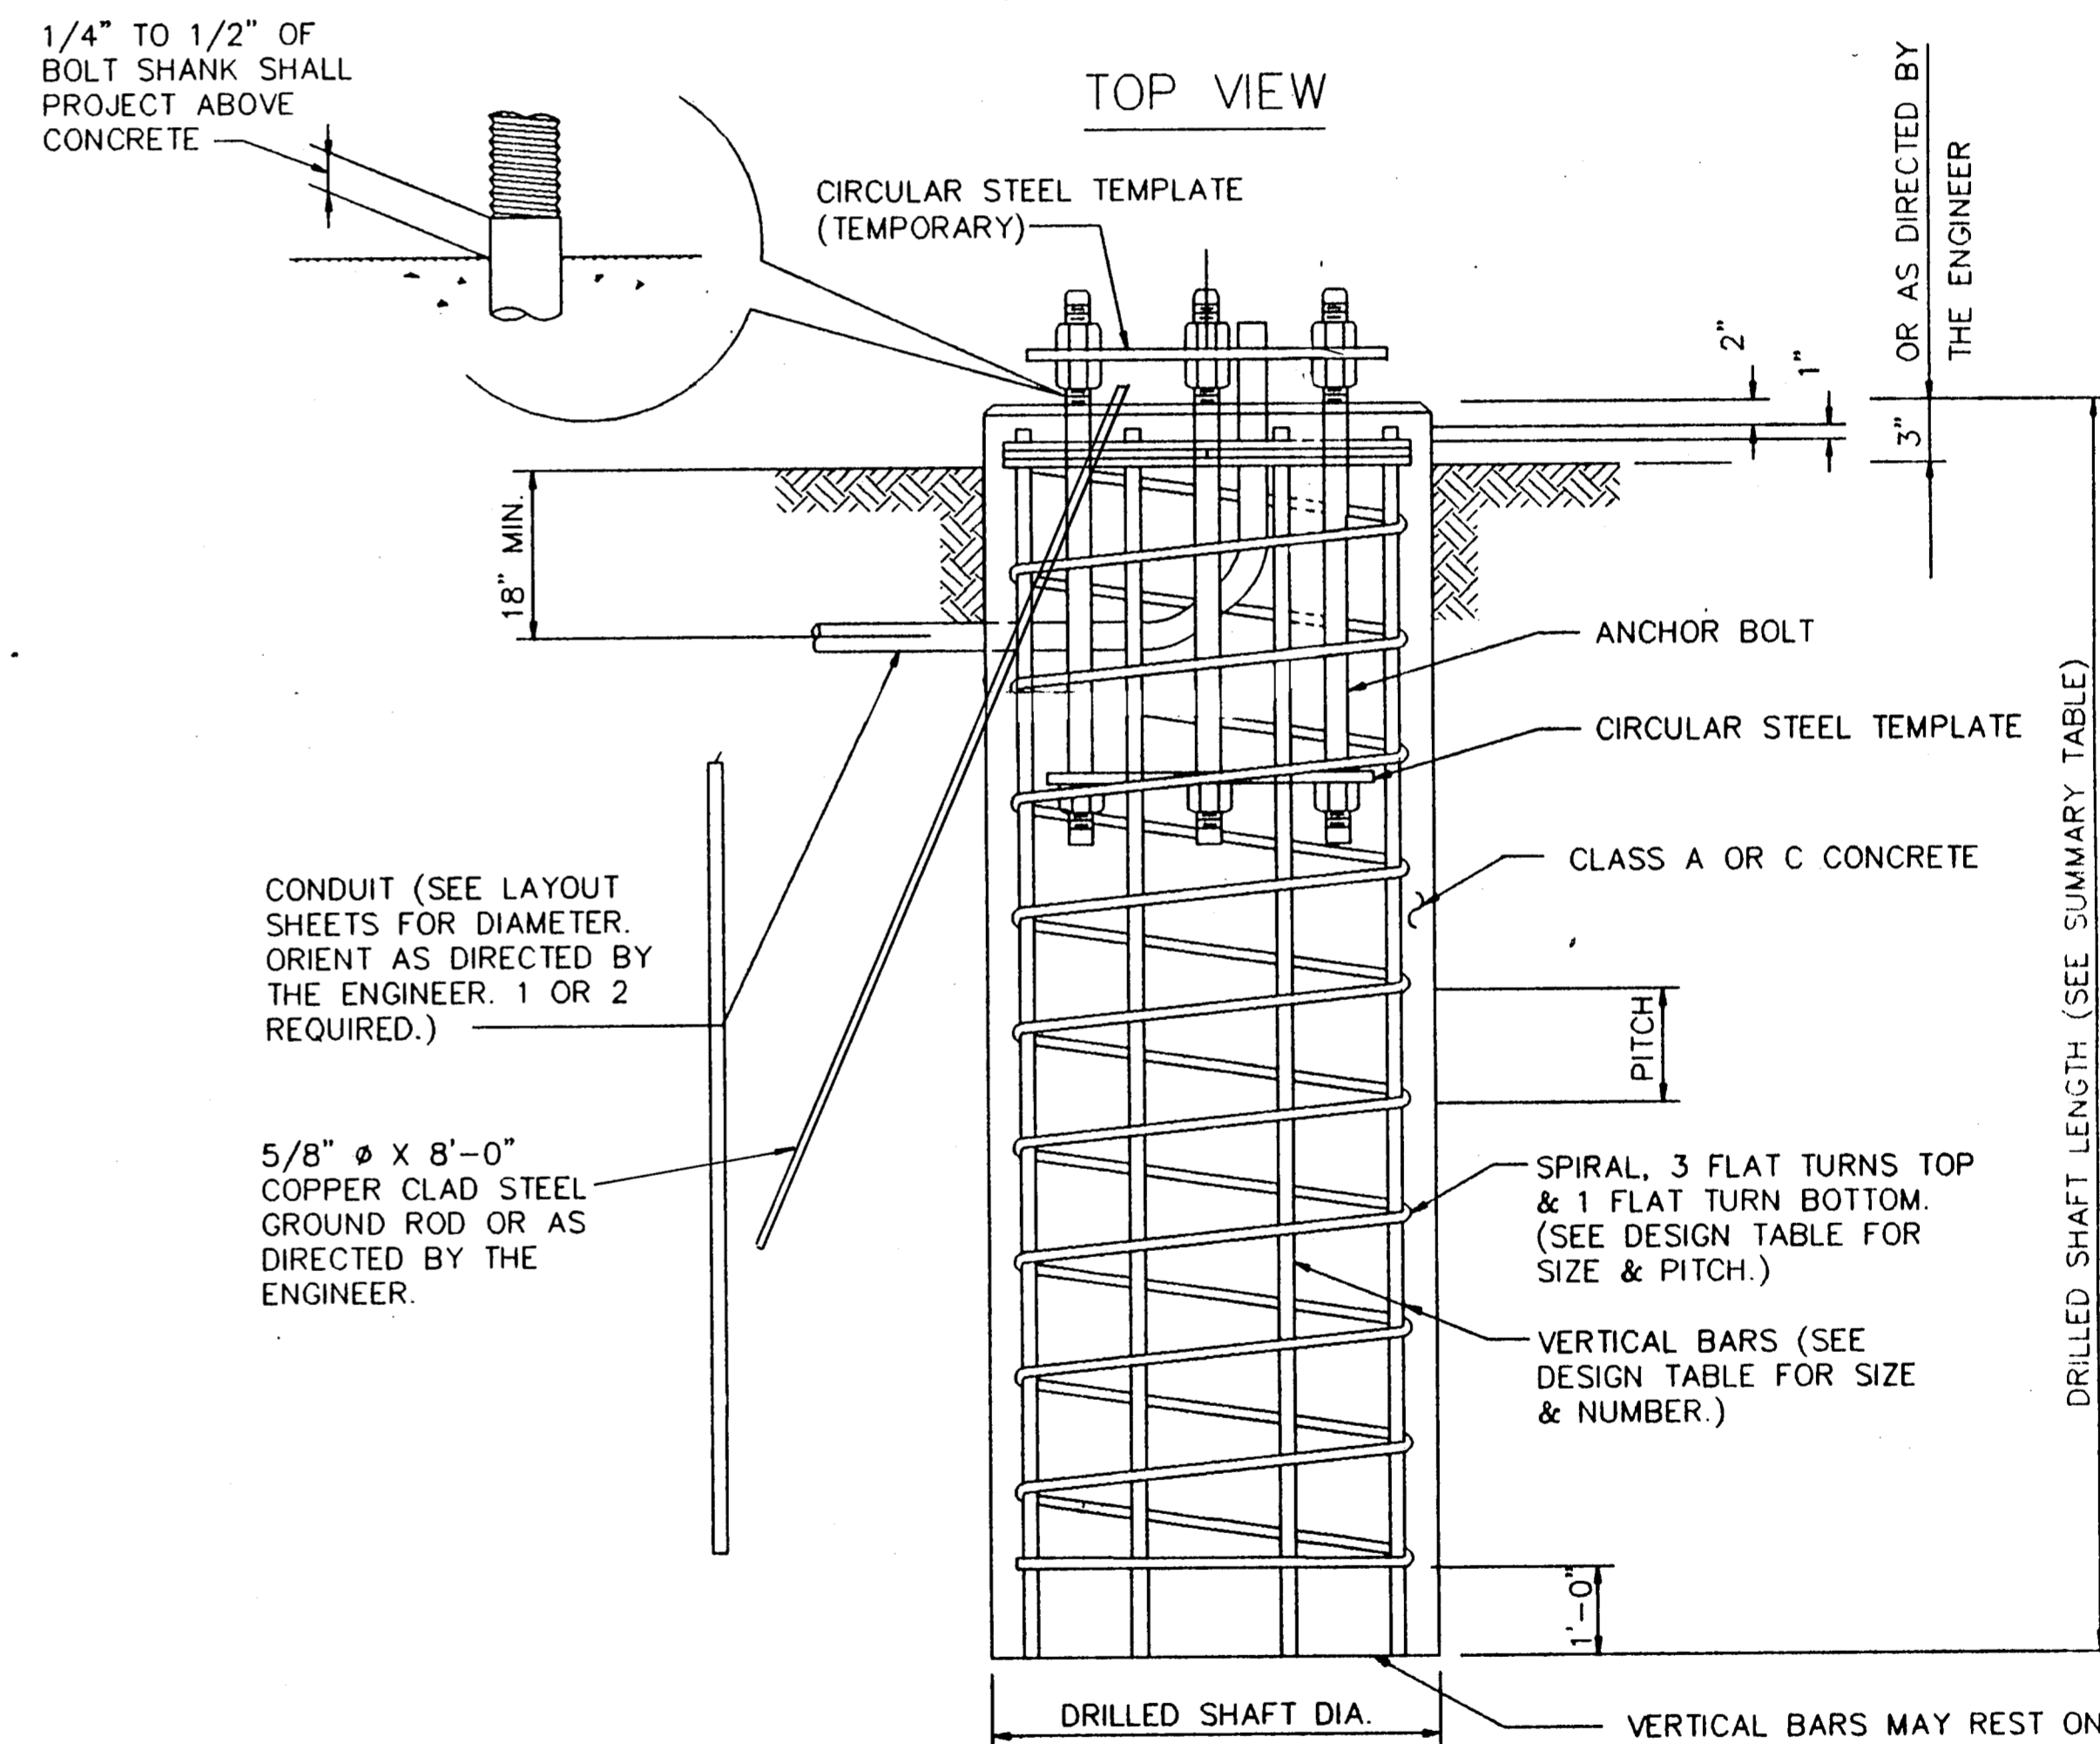 1/4" TO 1/2" OF
BOLT SHANK SHALL
PROJECT ABOVE
CONCRETE
TOP VIEW
CIRCULAR STEEL TEMPLATE
(TEMPORARY)
OR AS DIRECTED BY
THE ENGINEER
2"
1"
3"
18" MIN.
ANCHOR BOLT
CIRCULAR STEEL TEMPLATE
CLASS A OR C CONCRETE
DRILLED SHAFT LENGTH (SEE SUMMARY TABLE)
CONDUIT (SEE LAYOUT
SHEETS FOR DIAMETER.
ORIENT AS DIRECTED BY
THE ENGINEER. 1 OR 2
REQUIRED.)
PITCH
5/8" ø X 8'-0"
COPPER CLAD STEEL
GROUND ROD OR AS
DIRECTED BY THE
ENGINEER.
SPIRAL, 3 FLAT TURNS TOP
& 1 FLAT TURN BOTTOM.
(SEE DESIGN TABLE FOR
SIZE & PITCH.)
VERTICAL BARS (SEE
DESIGN TABLE FOR SIZE
& NUMBER.)
1'-0"
DRILLED SHAFT DIA.
VERTICAL BARS MAY REST ON